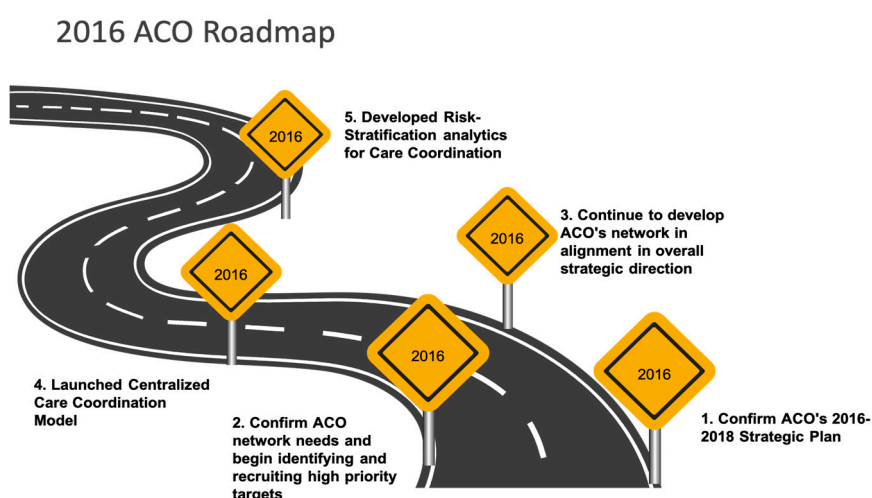 2016 ACO Roadmap
2016
5. Developed Risk-
Stratification analytics
for Care Coordination
2016
3. Continue to develop
ACO's network in
alignment in overall
strategic direction
2016
4. Launched Centralized
Care Coordination
Model
2016
2. Confirm ACO
network needs and
begin identifying and
recruiting high priority
targets
2016
1. Confirm ACO's 2016-
2018 Strategic Plan